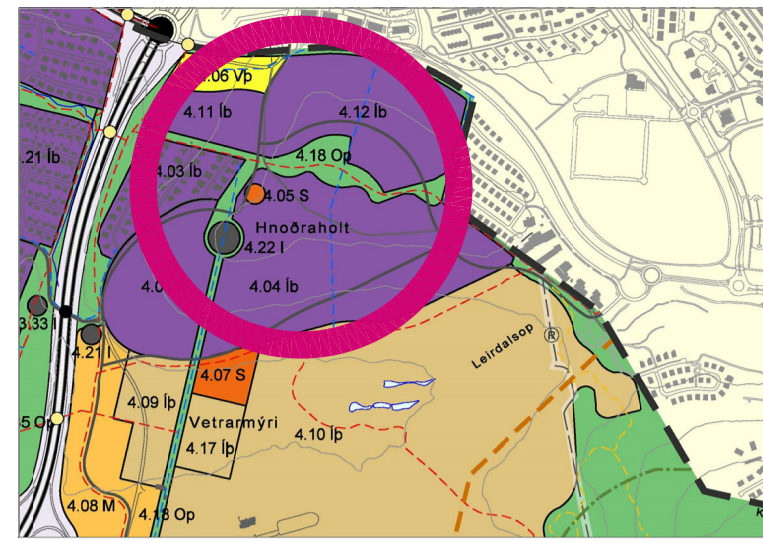 4.06 Vþ
4.11 Íb
4.12 Íb
.21 Íb
4.18 Op
4.03 Íb
4.05 S
Hnoðraholt
4.22 I
4.04 Íb
3.33 I
4.21 I
Leirdalsop
4.07 S
4.09 Íþ
Vetrarmýri
5 Op
4.10 Íþ
4.17 Íþ
4.08 M
4.18 Op